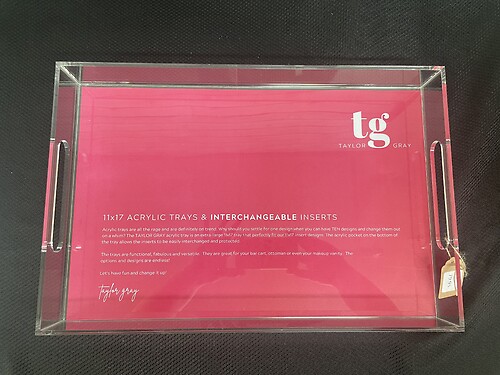 tg
TAYLOR GRAY
11x17 ACRYLIC TRAYS & INTERCHANGEABLE INSERTS
Acrylic trays are all the rage and are definitely on trend. Why should you settle for one design when you can have TEN designs and change them out
on a whim? The TAYLOR GRAY acrylic tray is an extra large tray that perfectly fits our 11x17 insert designs. The acrylic pocket on the bottom of
the tray allows the inserts to be easily interchanged and protected.
The trays are functional, fabulous and versatile. They are great for your bar cart, ottoman or even your makeup vanity. The
options and designs are endless!
Let's have fun and change it up!
taylor gray